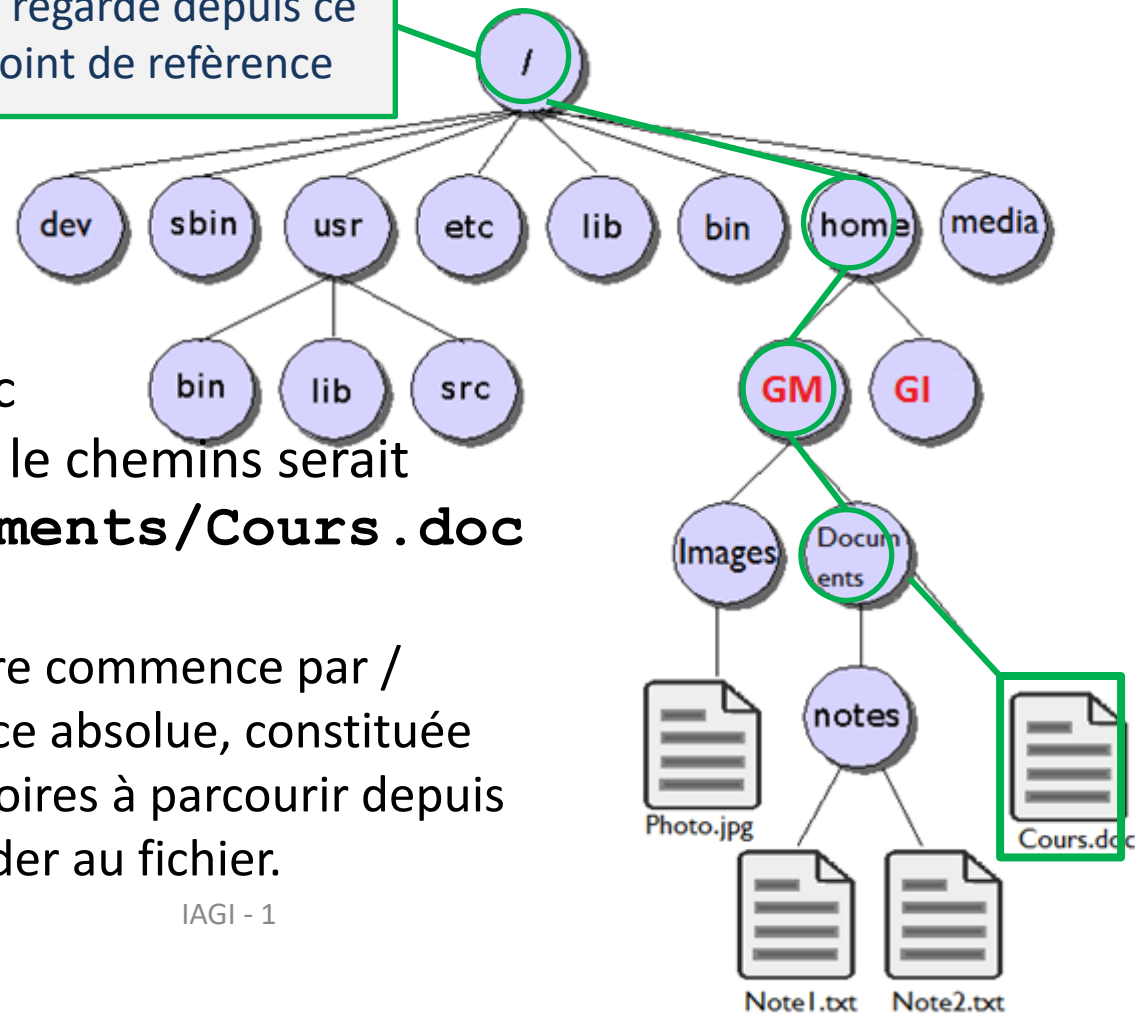 regarde depuis ce
oint de refèrence
/
dev sbin usr etc lib bin home media
bin lib src GM GI
c
le chemins serait
ments/Cours.doc
Images Docum
ents
re commence par /
ce absolue, constituée
oires à parcourir depuis
der au fichier.
notes
Photo.jpg
Cours.doc
IAGI - 1
Note1.txt Note2.txt